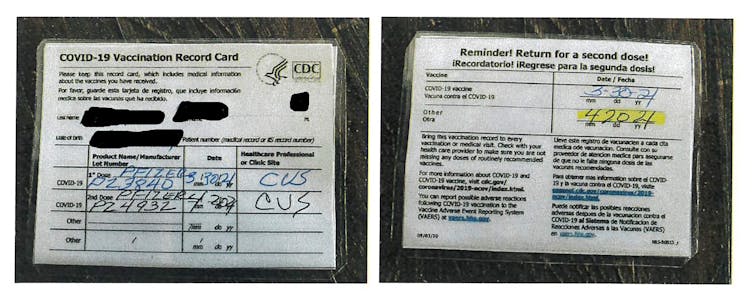 COVID-19 Vaccination Record Card
Please keep this record card, which includes medical information
about the vaccines you have received.
Por favor, guarde esta tarjeta de registro, que incluye información
médica sobre las vacunas que ha recibido.
CDC
Last Name
MI
Date of birth
Patient number (medical record or IIS record number)
Vaccine
Product Name/Manufacturer
Lot Number
Date
Healthcare Professional
or Clinic Site
1st Dose
COVID-19
PFIZER
mm dd yy
CVS
2nd Dose
COVID-19
PFIZER
mm dd yy
CVS
Other
mm dd yy
Other
mm dd yy
Reminder! Return for a second dose!
¡Recordatorio! ¡Regrese para la segunda dosis!
Vaccine
Date / Fecha
COVID-19 vaccine
Vacuna contra el COVID-19
3-30-21
mm dd yy
Other
Otra
4 20 21
mm dd yy
Bring this vaccination record to every
vaccination or medical visit. Check with your
health care provider to make sure you are not
missing any doses of routinely recommended
vaccines.
For more information about COVID-19 and
COVID-19 vaccine, visit cdc.gov/
coronavirus/2019-ncov/index.html.
You can report possible adverse reactions
following COVID-19 vaccination to the
Vaccine Adverse Event Reporting System
(VAERS) at vaers.hhs.gov.
Lleve este registro de vacunación a cada cita
médica o de vacunación. Consulte con su
proveedor de atención médica para asegurarse
de que no le falte ninguna dosis de las
vacunas recomendadas.
Para obtener más información sobre el COVID-
19 y la vacuna contra el COVID-19, visite
espanol.cdc.gov/coronavirus/2019-
ncov/index.html.
Puede notificar las posibles reacciones
adversas después de la vacunación contra el
COVID-19 al Sistema de Notificación de
Reacciones Adversas a las Vacunas (VAERS)
en vaers.hhs.gov.